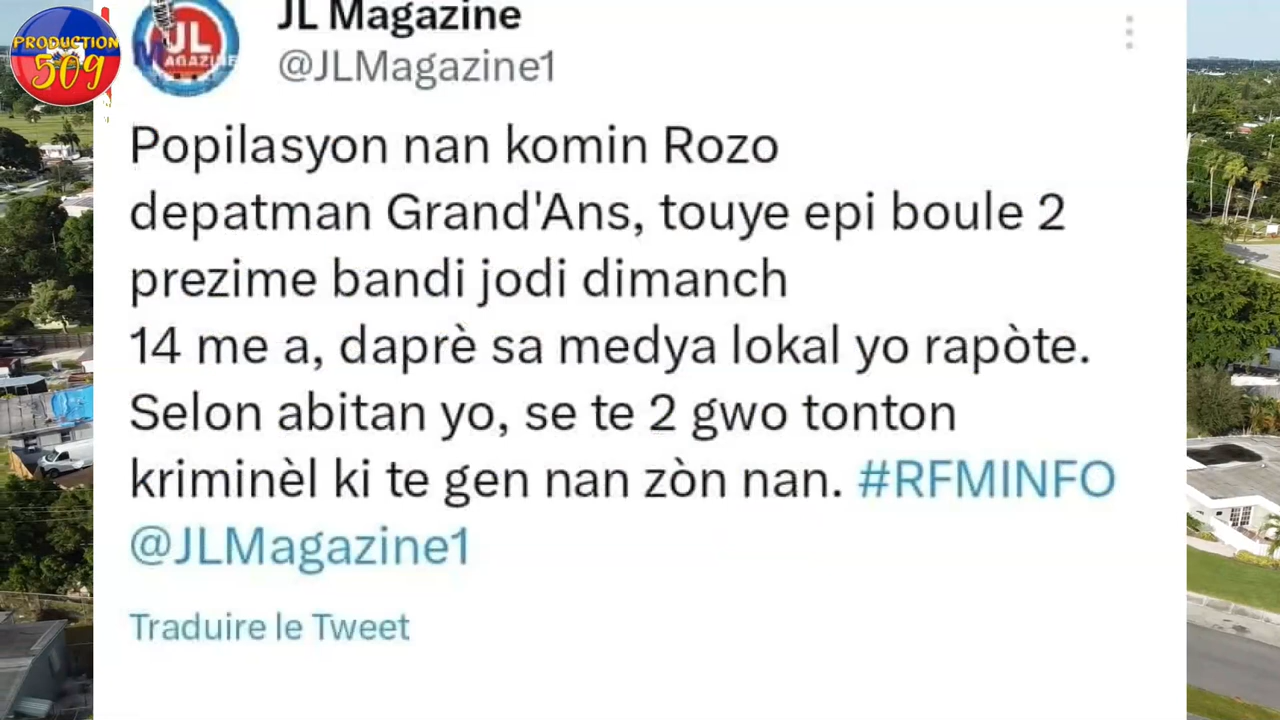 JL Magazine
@JLMagazine1
PRODUCTION
509
JL
MAGAZINE
Popilasyon nan komin Rozo
depatman Grand'Ans, touye epi boule 2
prezime bandi jodi dimanch
14 me a, daprè sa medya lokal yo rapòte.
Selon abitan yo, se te 2 gwo tonton
kriminèl ki te gen nan zòn nan. #RFMINFO
@JLMagazine1
Traduire le Tweet